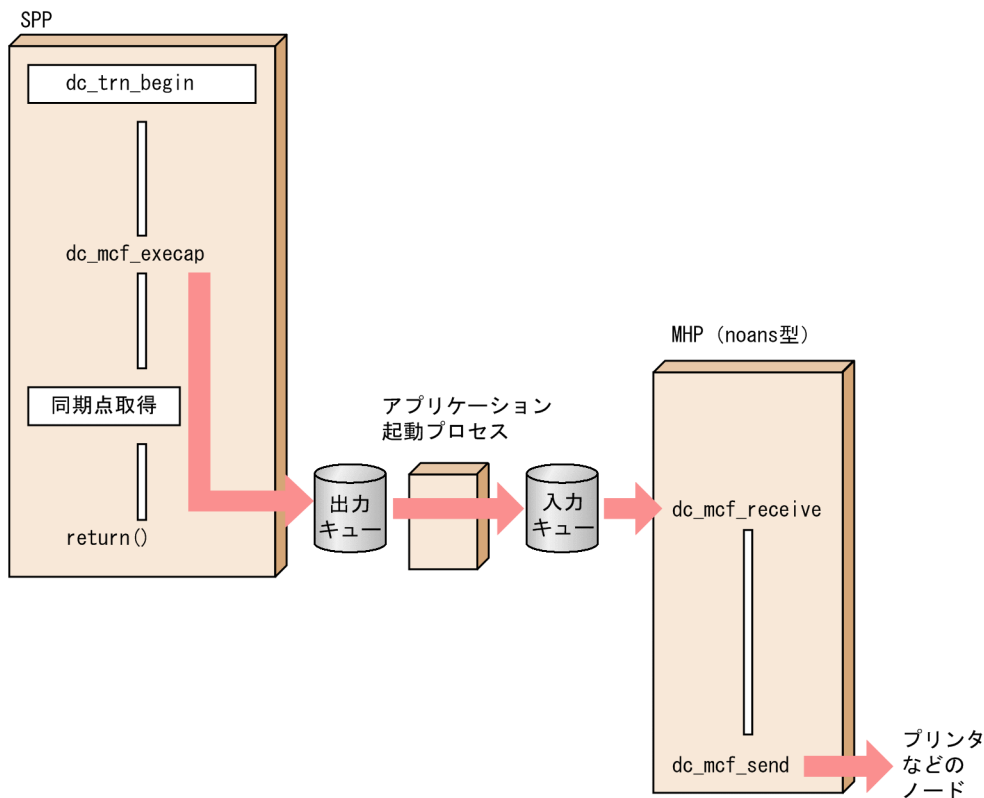 SPP
dc_trn_begin
dc_mcf_execap
同期点取得
return()
出力
キュー
アプリケーション
起動プロセス
入力
キュー
MHP（noans型）
dc_mcf_receive
dc_mcf_send
プリンタ
などの
ノード